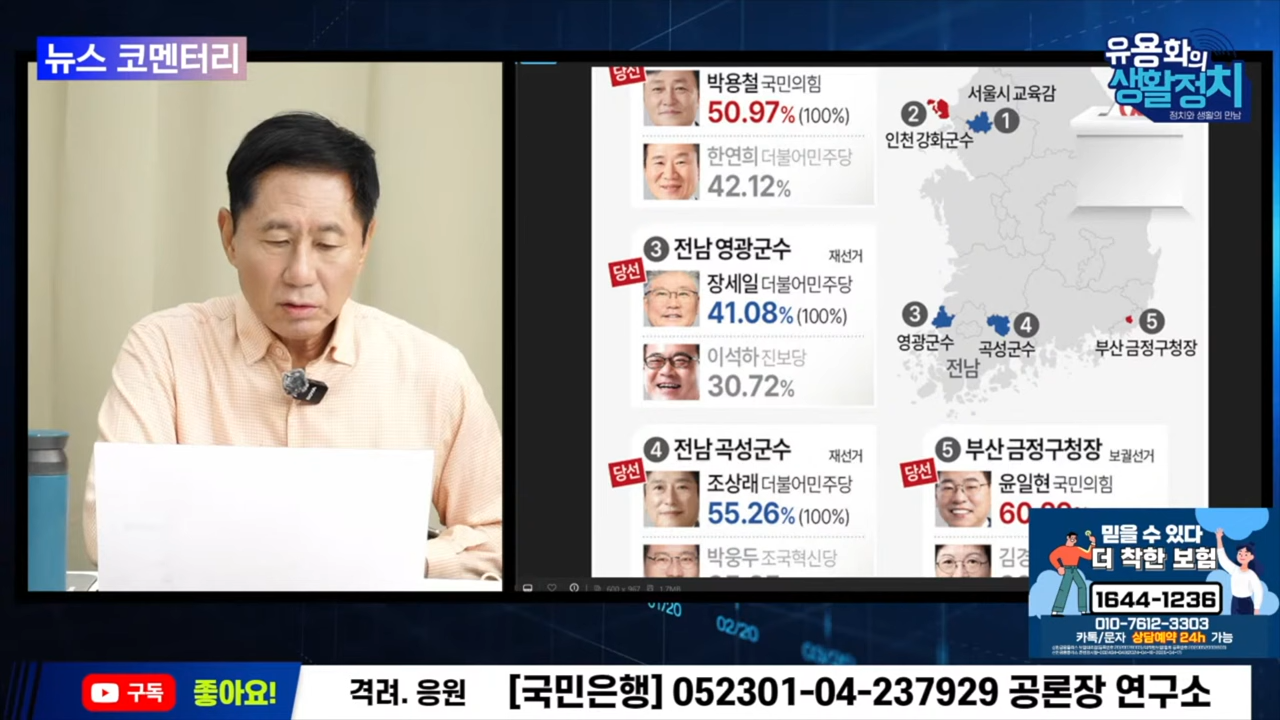 뉴스 코멘터리
유용화의
생활정치
정치와 생활의 만남
당선
박용철 국민의힘
50.97% (100%)
한연희 더불어민주당
42.12%
서울시 교육감
2
1
인천 강화군수
3 전남 영광군수 재선거
당선
장세일 더불어민주당
41.08% (100%)
이석하 진보당
30.72%
3
영광군수
4
곡성군수
전남
5
부산 금정구청장
4 전남 곡성군수 재선거
당선
조상래 더불어민주당
55.26% (100%)
박웅두 조국혁신당
5 부산 금정구청장 보궐선거
당선
윤일현 국민의힘
김경
01/20
02/20
믿을 수 있다
더 착한 보험
1644-1236
010-7612-3303
카톡/문자 상담예약 24h 가능
구독
좋아요!
격려. 응원 [국민은행] 052301-04-237929 공론장 연구소